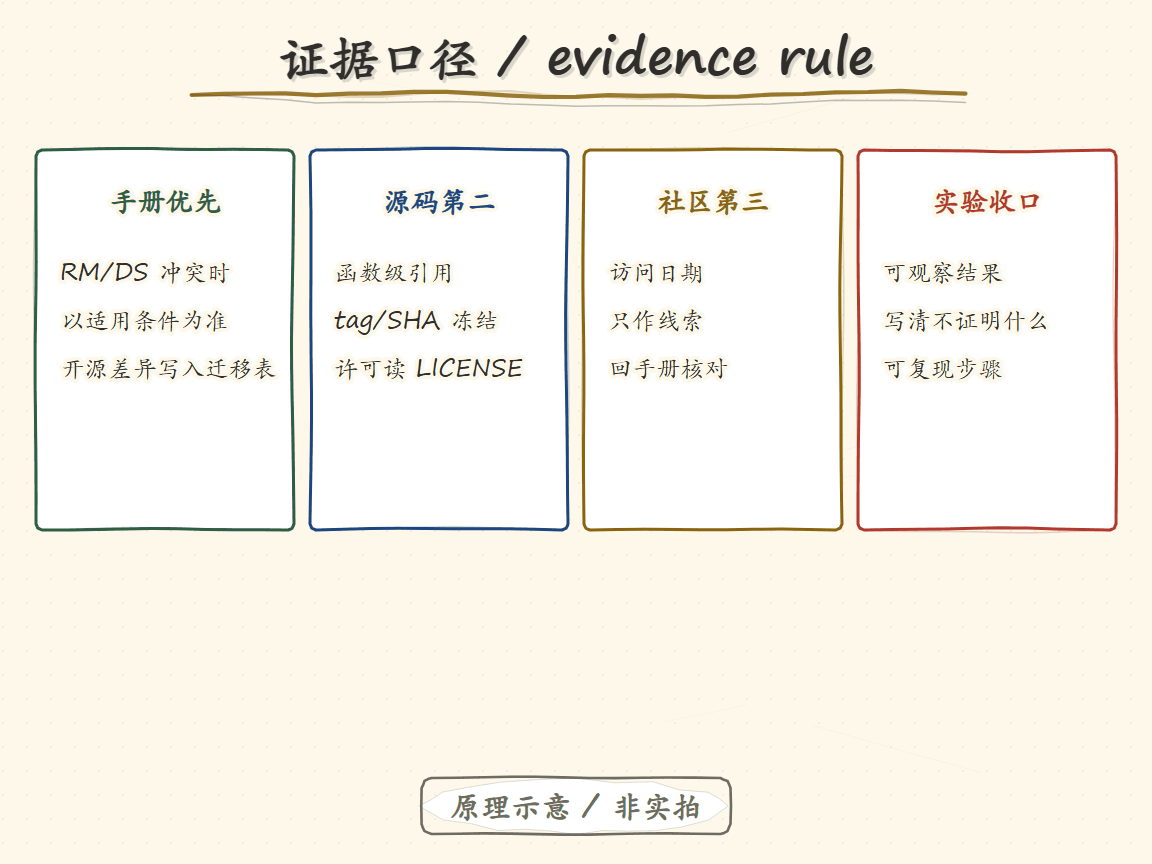 证据口径 / evidence rule
手册优先
RM/DS 冲突时
以适用条件为准
开源差异写入迁移表
源码第二
函数级引用
tag/SHA 冻结
许可读 LICENSE
社区第三
访问日期
只作线索
回手册核对
实验收口
可观察结果
写清不证明什么
可复现步骤
原理示意 / 非实拍